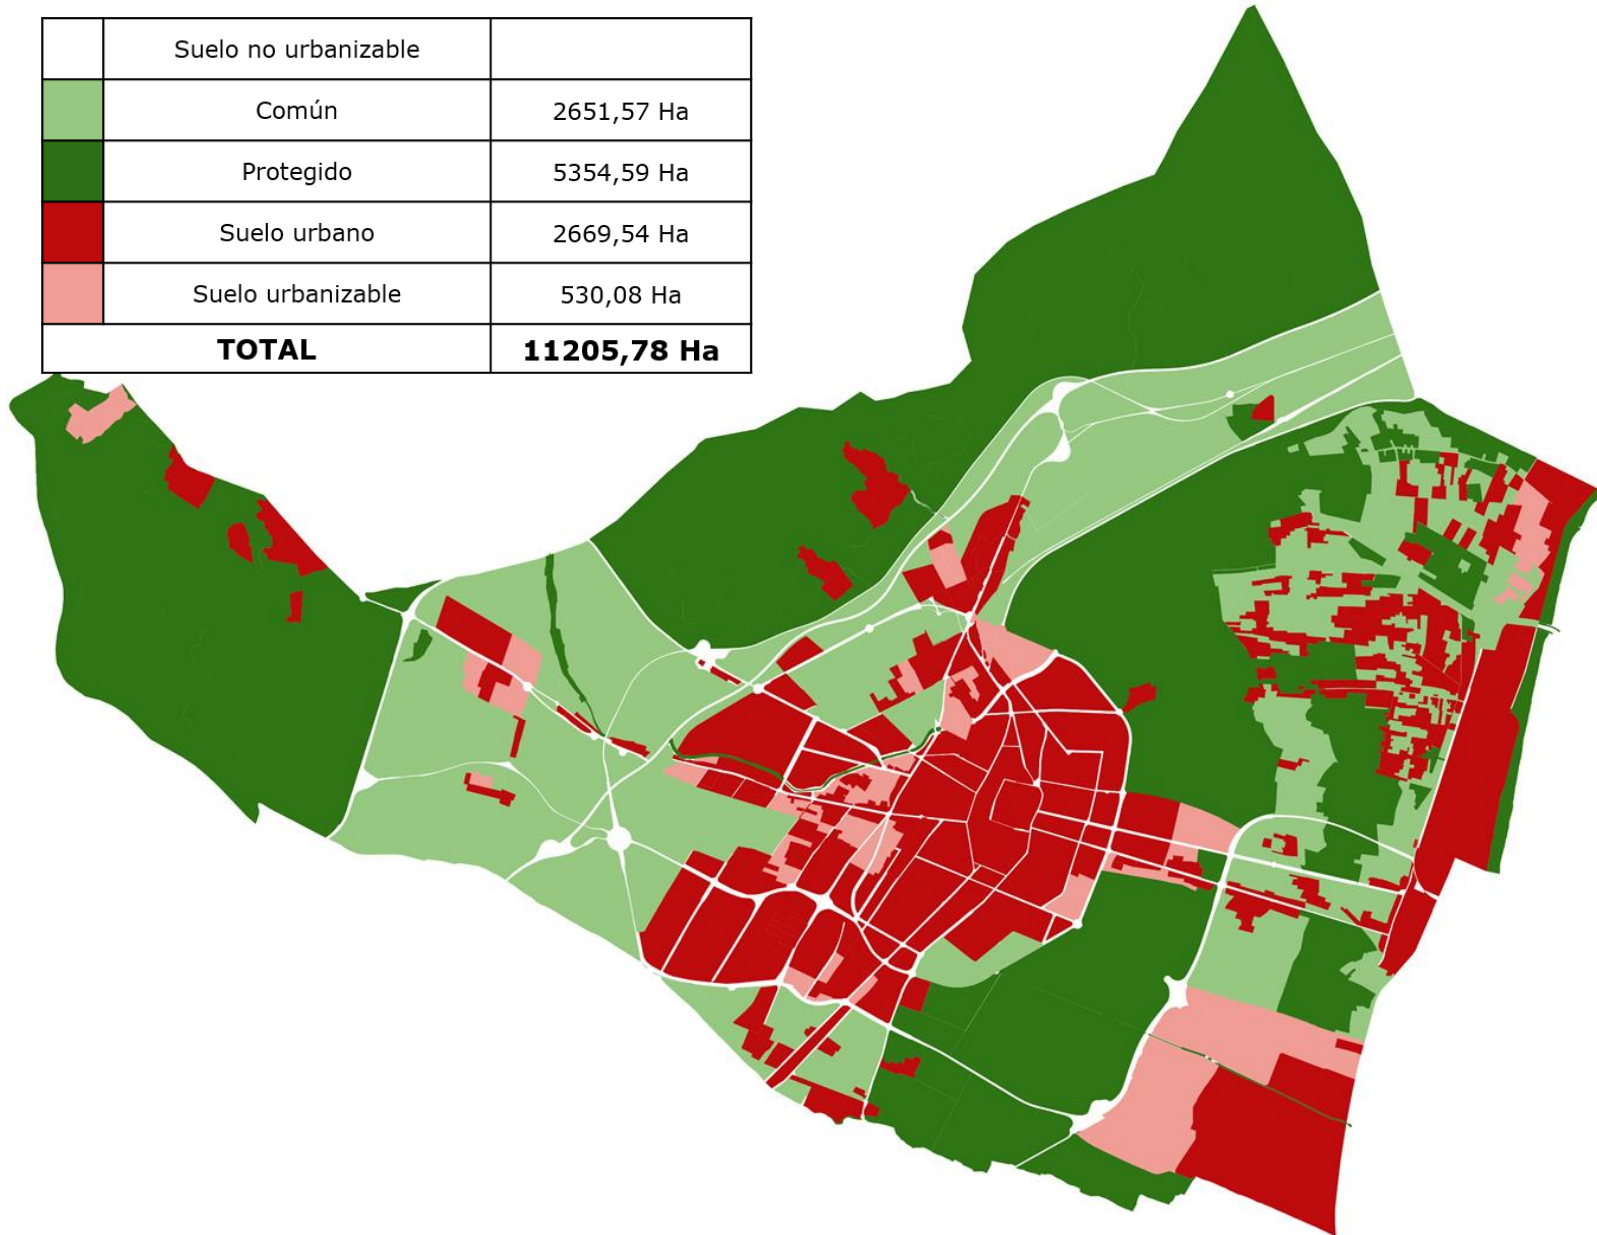 Suelo no urbanizable
Común 2651,57 Ha
Protegido 5354,59 Ha
Suelo urbano 2669,54 Ha
Suelo urbanizable 530,08 Ha
TOTAL 11205,78 Ha